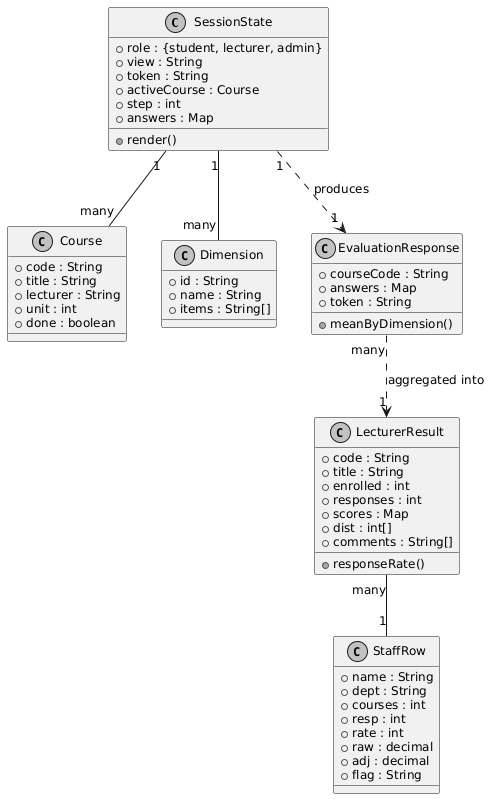 C SessionState
role : {student, lecturer, admin}
view : String
token : String
activeCourse : Course
step : int
answers : Map
render()
1 1 1
produces
many many 1
C Course
code : String
title : String
lecturer : String
unit : int
done : boolean
C Dimension
id : String
name : String
items : String[]
C EvaluationResponse
courseCode : String
answers : Map
token : String
meanByDimension()
many
aggregated into
1
C LecturerResult
code : String
title : String
enrolled : int
responses : int
scores : Map
dist : int[]
comments : String[]
responseRate()
many
1
C StaffRow
name : String
dept : String
courses : int
resp : int
rate : int
raw : decimal
adj : decimal
flag : String